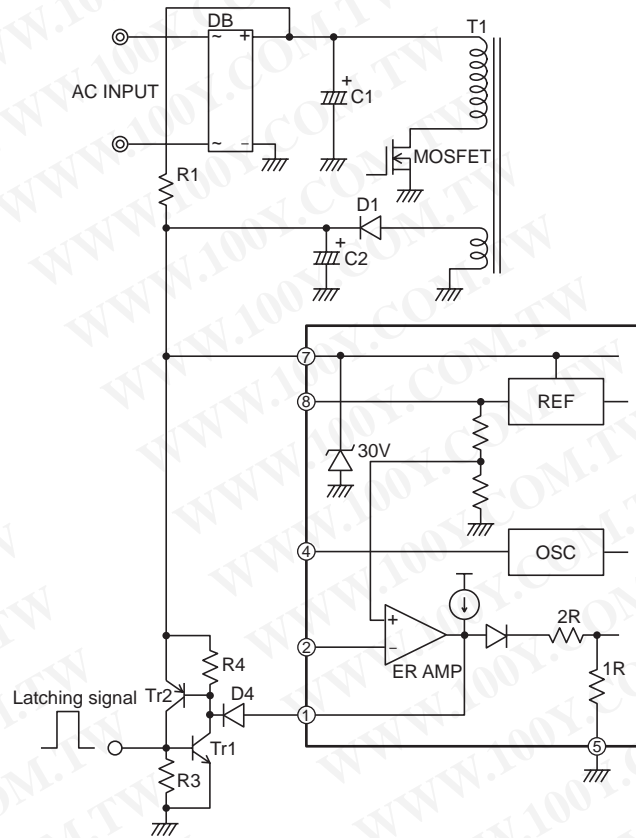 DB
T1
~
+
AC INPUT
+
C1
~
−
MOSFET
R1
D1
+
C2
7
8
REF
30V
4
OSC
+
2R
2
−
ER AMP
1R
R4
Latching signal
Tr2
D4
1
Tr1
R3
5
WWW.100Y.COM.TW